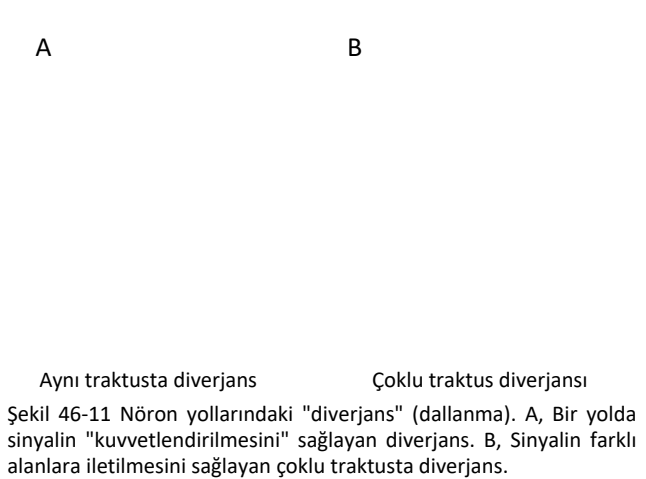 A
B
Aynı traktusta diverjans
Çoklu traktus diverjansı
Şekil 46-11 Nöron yollarındaki "diverjans" (dallanma). A, Bir yolda
sinyalin "kuvvetlendirilmesini" sağlayan diverjans. B, Sinyalin farklı
alanlara iletilmesini sağlayan çoklu traktusta diverjans.